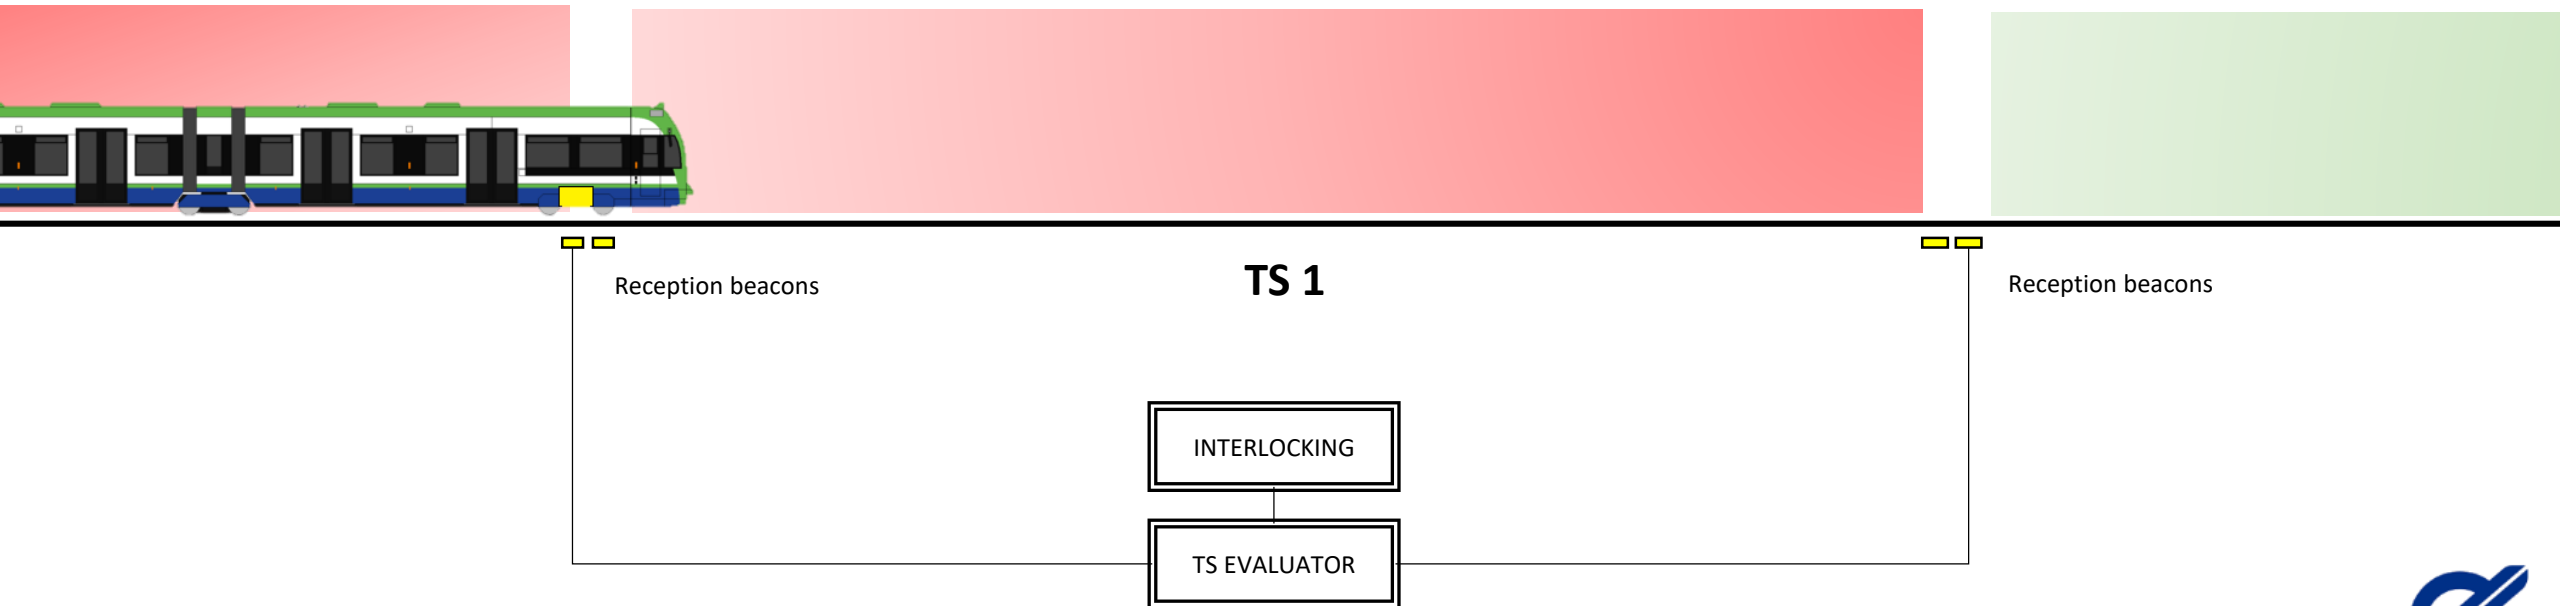 TS 1
Reception beacons
Reception beacons
INTERLOCKING
TS EVALUATOR